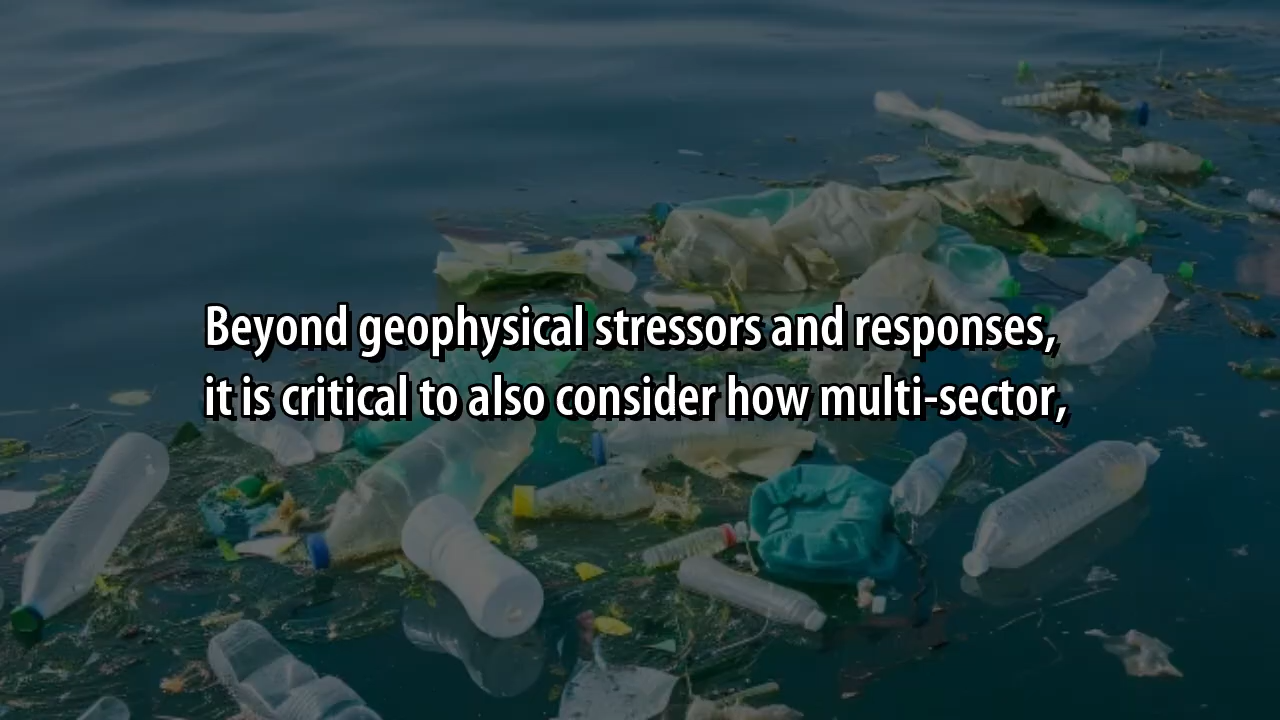 Beyond geophysical stressors and responses,
it is critical to also consider how multi-sector,